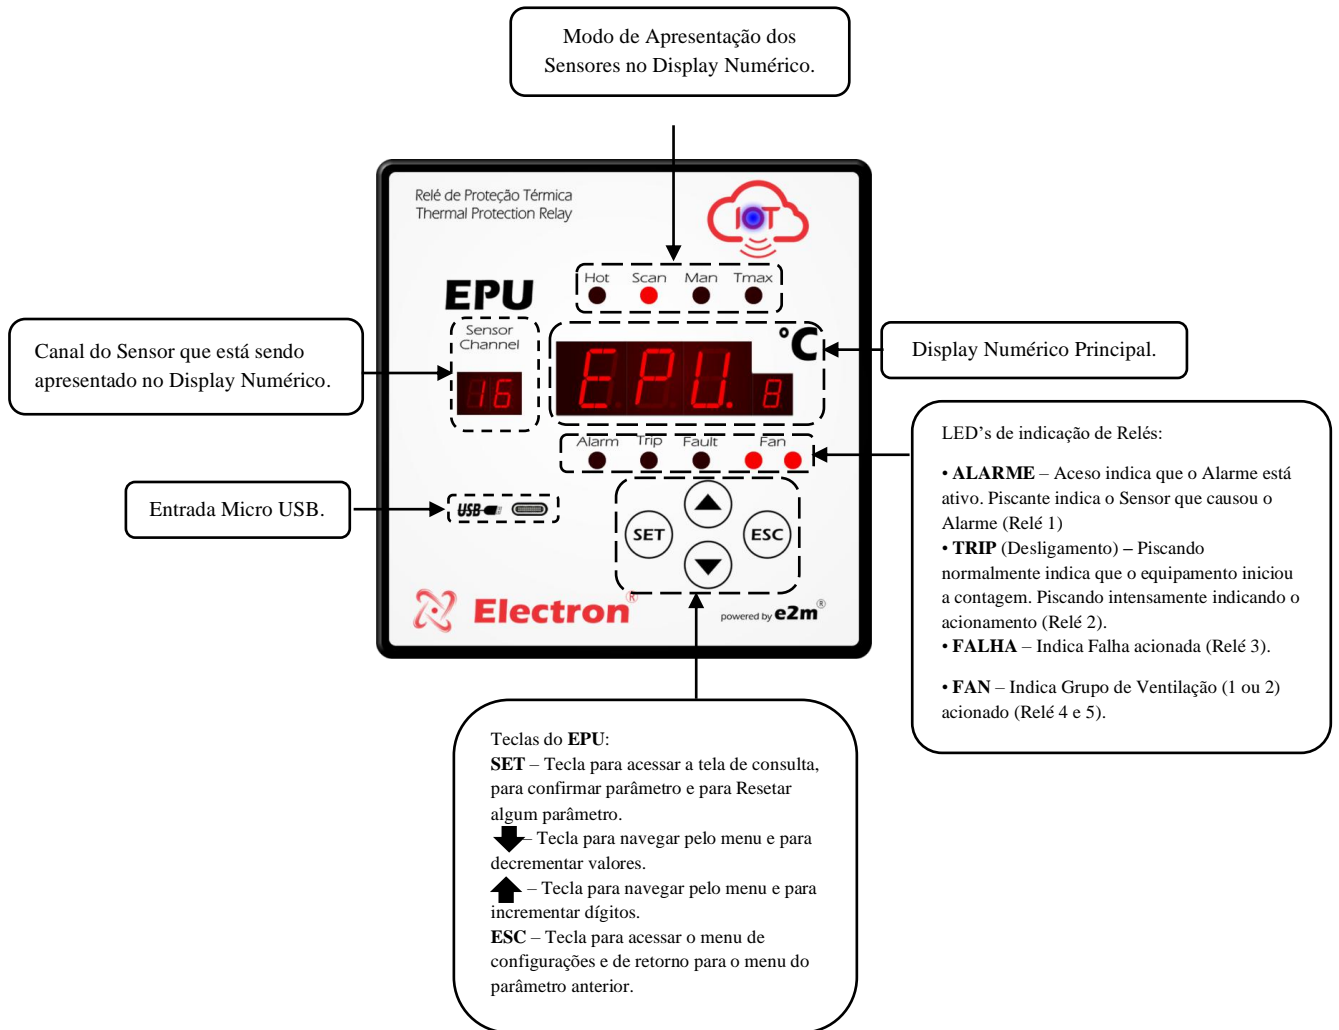 Modo de Apresentação dos
Sensores no Display Numérico.
Relé de Proteção Térmica
Thermal Protection Relay
IOT
Hot Scan Man Tmax
EPU
Sensor
Channel
16
EPU. 8
°C
Canal do Sensor que está sendo
apresentado no Display Numérico.
Display Numérico Principal.
Alarm Trip Fault Fan
LED's de indicação de Relés:
• ALARME – Aceso indica que o Alarme está
ativo. Piscante indica o Sensor que causou o
Alarme (Relé 1)
• TRIP (Desligamento) – Piscando
normalmente indica que o equipamento iniciou
a contagem. Piscando intensamente indicando o
acionamento (Relé 2).
• FALHA – Indica Falha acionada (Relé 3).
• FAN – Indica Grupo de Ventilação (1 ou 2)
acionado (Relé 4 e 5).
Entrada Micro USB.
USB
SET
ESC
Electron®
powered by e2m®
Teclas do EPU:
SET – Tecla para acessar a tela de consulta,
para confirmar parâmetro e para Resetar
algum parâmetro.
– Tecla para navegar pelo menu e para
decrementar valores.
– Tecla para navegar pelo menu e para
incrementar dígitos.
ESC – Tecla para acessar o menu de
configurações e de retorno para o menu do
parâmetro anterior.